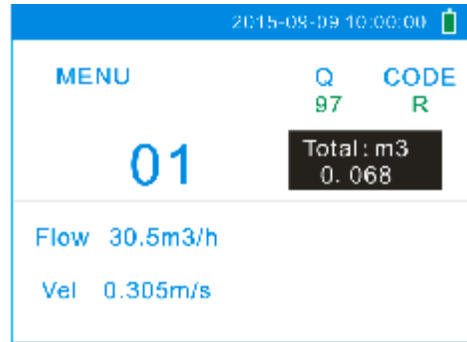 2015-09-09 10:00:00
MENU Q CODE
97 R
01
Total: m3
0. 068
Flow 30.5m3/h
Vel 0.305m/s